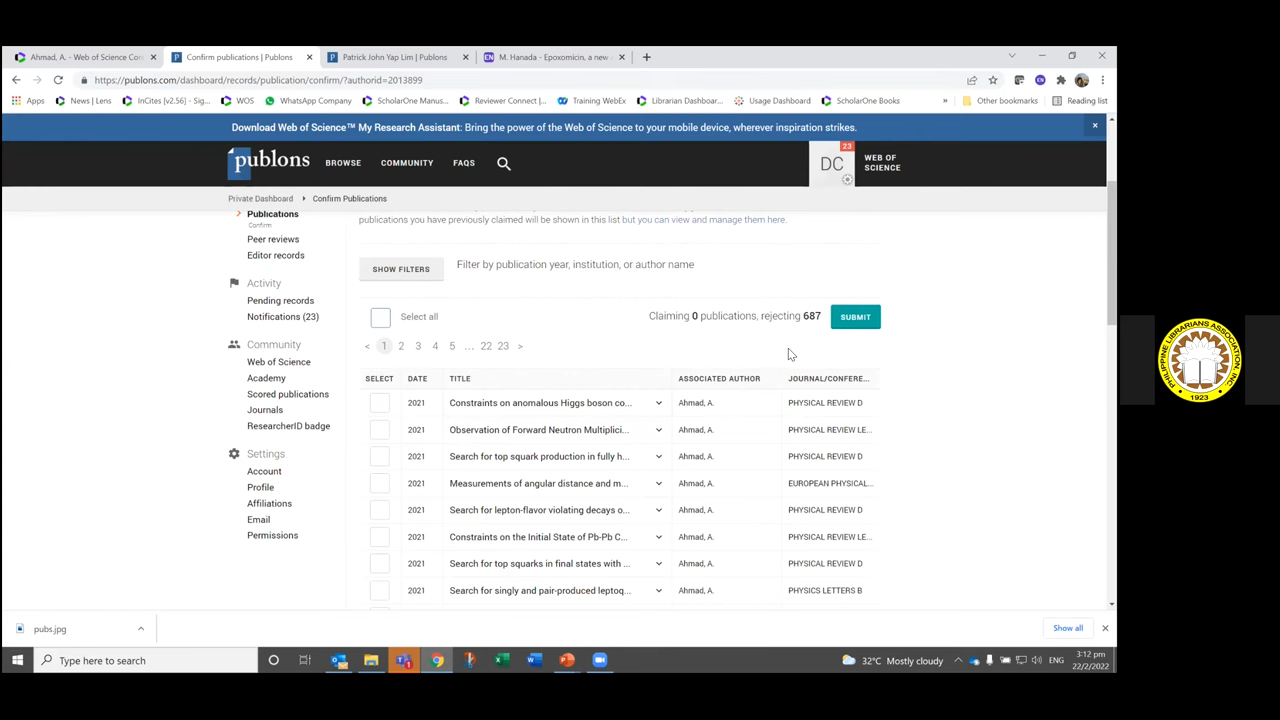 Ahmad, A. - Web of Science Cor
Confirm publications | Publons
Patrick John Yap Lim | Publons
M. Hanada - Epoxomicin, a new
https://publons.com/dashboard/records/publication/confirm/?authorid=2013899
Apps
News | Lens
InCites [v2.56] - Sig...
WOS
WhatsApp Company
ScholarOne Manus...
Reviewer Connect |...
Training WebEx
Librarian Dashboar...
Usage Dashboard
ScholarOne Books
»
Other bookmarks
Reading list
Download Web of Science™ My Research Assistant: Bring the power of the Web of Science to your mobile device, wherever inspiration strikes.
publons
BROWSE
COMMUNITY
FAQS
23
DC
WEB OF
SCIENCE
Private Dashboard
Confirm Publications
Publications
Confirm
Peer reviews
Editor records
Activity
Pending records
Notifications (23)
Community
Web of Science
Academy
Scored publications
Journals
ResearcherID badge
Settings
Account
Profile
Affiliations
Email
Permissions
publications you have previously claimed will be shown in this list but you can view and manage them here.
SHOW FILTERS
Filter by publication year, institution, or author name
Select all
Claiming 0 publications, rejecting 687
SUBMIT
< 1 2 3 4 5 ... 22 23 >
SELECT DATE TITLE ASSOCIATED AUTHOR JOURNAL/CONFERE...
2021 Constraints on anomalous Higgs boson co... Ahmad, A. PHYSICAL REVIEW D
2021 Observation of Forward Neutron Multiplici... Ahmad, A. PHYSICAL REVIEW LE...
2021 Search for top squark production in fully h... Ahmad, A. PHYSICAL REVIEW D
2021 Measurements of angular distance and m... Ahmad, A. EUROPEAN PHYSICAL...
2021 Search for lepton-flavor violating decays o... Ahmad, A. PHYSICAL REVIEW D
2021 Constraints on the Initial State of Pb-Pb C... Ahmad, A. PHYSICAL REVIEW LE...
2021 Search for top squarks in final states with ... Ahmad, A. PHYSICAL REVIEW D
2021 Search for singly and pair-produced leptoq... Ahmad, A. PHYSICS LETTERS B
pubs.jpg
Show all
Type here to search
32°C Mostly cloudy
ENG
3:12 pm
22/2/2022
PHILIPPINE LIBRARIANS ASSOCIATION, INC.
1923